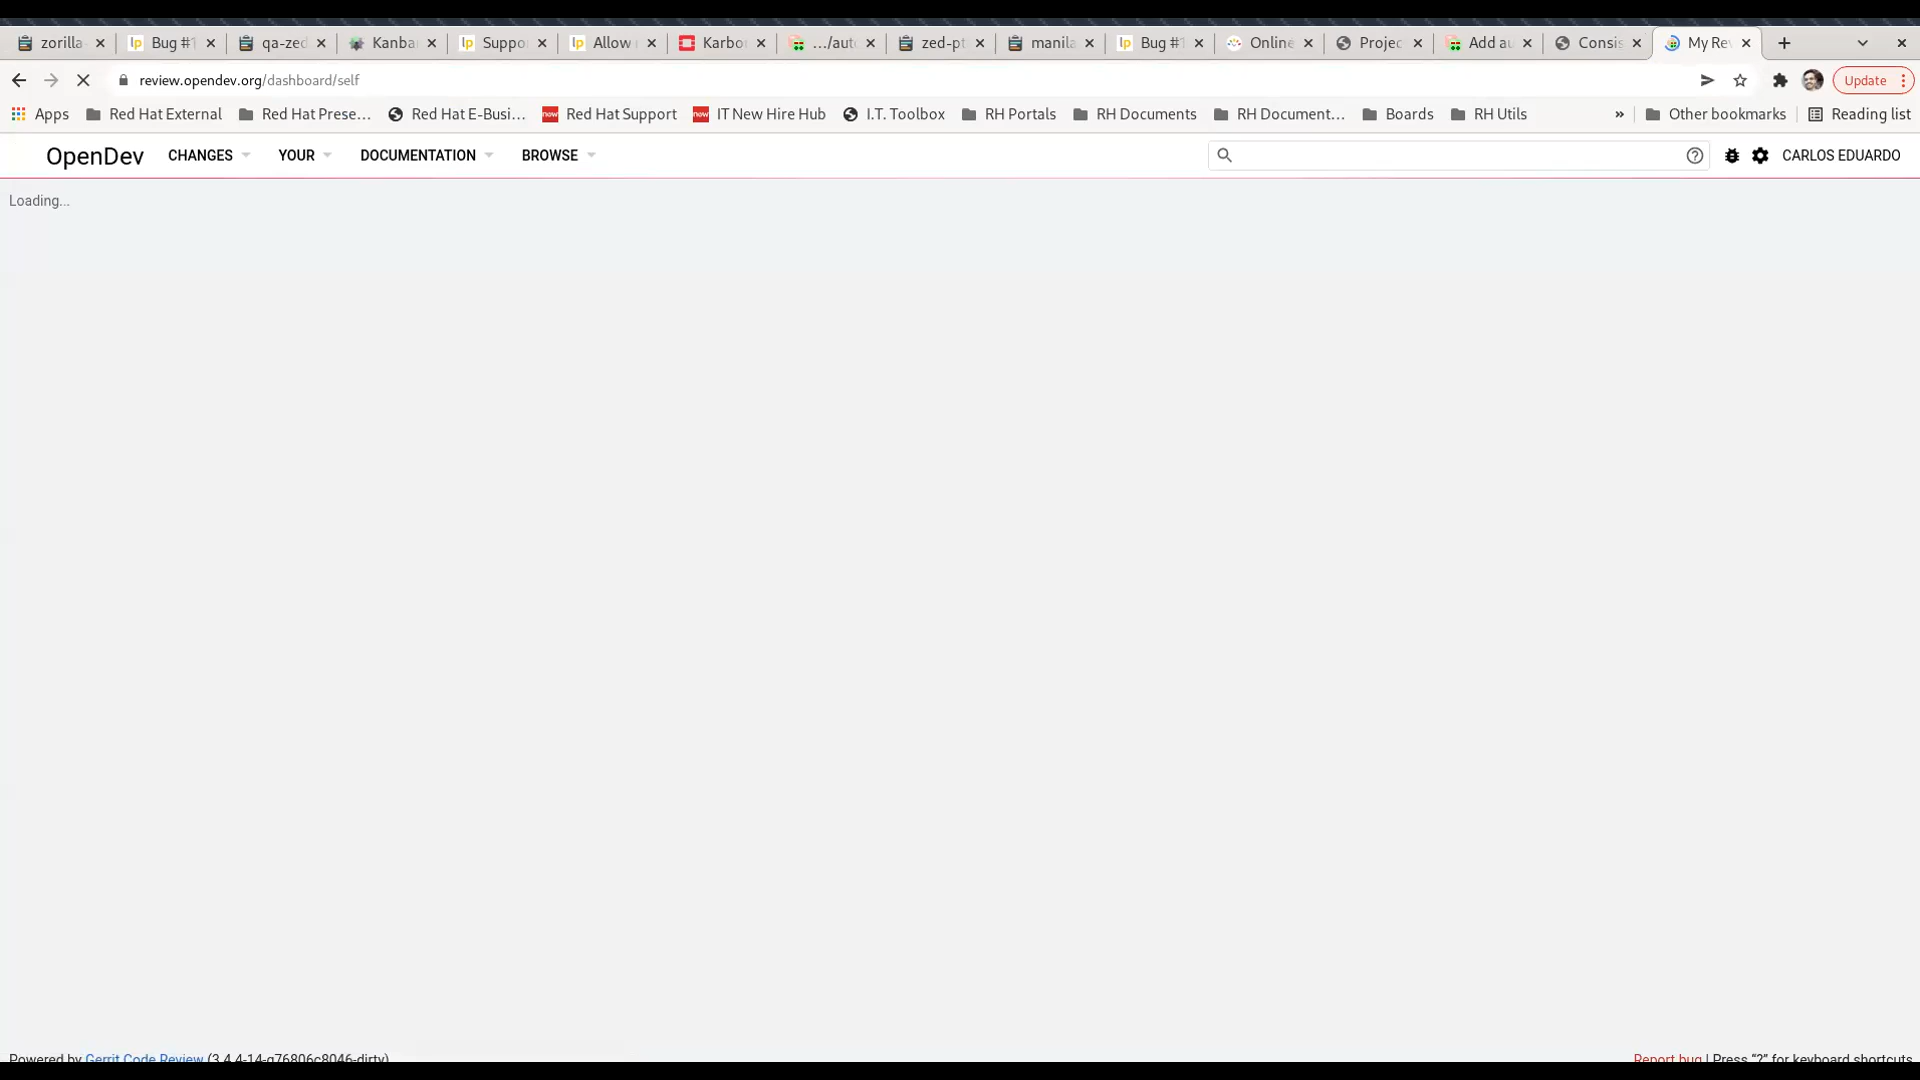 zorilla- Bug #1 qa-zed Kanba Suppo Allow Karbo .../aut zed-pt manila Bug #1 Online Projec Add au Consis My Rev
review.opendev.org/dashboard/self Update
Apps Red Hat External Red Hat Prese... Red Hat E-Busi... now Red Hat Support now IT New Hire Hub I.T. Toolbox RH Portals RH Documents RH Document... Boards RH Utils » Other bookmarks Reading list
OpenDev CHANGES YOUR DOCUMENTATION BROWSE CARLOS EDUARDO
Loading...
Powered by Gerrit Code Review (3.4.4-14-g76806c8046-dirty) Report bug | Press “?” for keyboard shortcuts